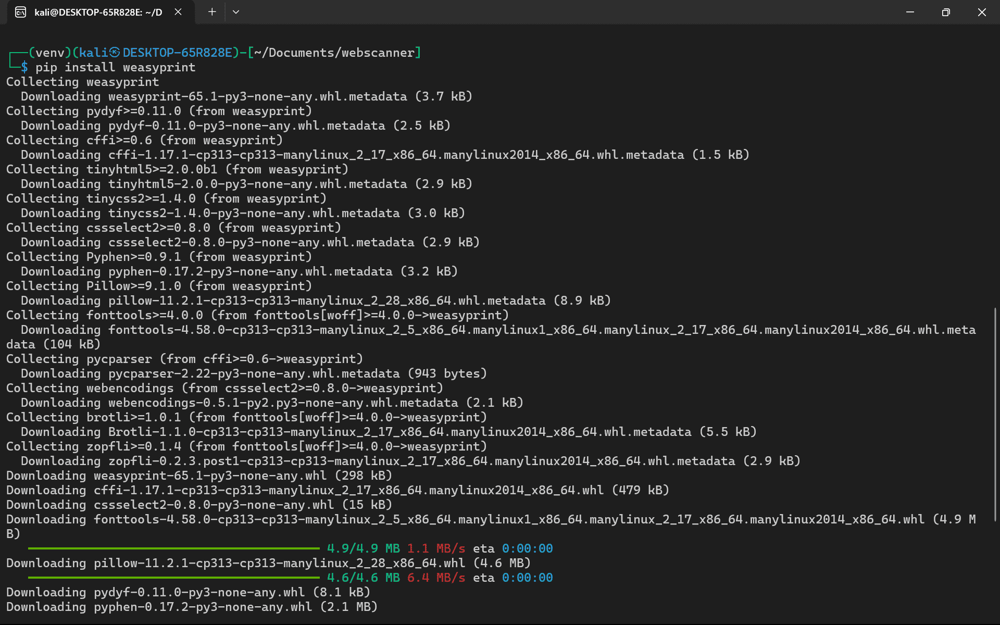 kali@DESKTOP-65R828E: ~/D
(venv)(kali㉿DESKTOP-65R828E)-[~/Documents/webscanner]
$ pip install weasyprint
Collecting weasyprint
Downloading weasyprint-65.1-py3-none-any.whl.metadata (3.7 kB)
Collecting pydyf>=0.11.0 (from weasyprint)
Downloading pydyf-0.11.0-py3-none-any.whl.metadata (2.5 kB)
Collecting cffi>=0.6 (from weasyprint)
Downloading cffi-1.17.1-cp313-cp313-manylinux_2_17_x86_64.manylinux2014_x86_64.whl.metadata (1.5 kB)
Collecting tinyhtml5>=2.0.0b1 (from weasyprint)
Downloading tinyhtml5-2.0.0-py3-none-any.whl.metadata (2.9 kB)
Collecting tinycss2>=1.4.0 (from weasyprint)
Downloading tinycss2-1.4.0-py3-none-any.whl.metadata (3.0 kB)
Collecting cssselect2>=0.8.0 (from weasyprint)
Downloading cssselect2-0.8.0-py3-none-any.whl.metadata (2.9 kB)
Collecting Pyphen>=0.9.1 (from weasyprint)
Downloading pyphen-0.17.2-py3-none-any.whl.metadata (3.2 kB)
Collecting Pillow>=9.1.0 (from weasyprint)
Downloading pillow-11.2.1-cp313-cp313-manylinux_2_28_x86_64.whl.metadata (8.9 kB)
Collecting fonttools>=4.0.0 (from fonttools[woff]>=4.0.0->weasyprint)
Downloading fonttools-4.58.0-cp313-cp313-manylinux_2_5_x86_64.manylinux1_x86_64.manylinux_2_17_x86_64.manylinux2014_x86_64.whl.meta
data (104 kB)
Collecting pycparser (from cffi>=0.6->weasyprint)
Downloading pycparser-2.22-py3-none-any.whl.metadata (943 bytes)
Collecting webencodings (from cssselect2>=0.8.0->weasyprint)
Downloading webencodings-0.5.1-py2.py3-none-any.whl.metadata (2.1 kB)
Collecting brotli>=1.0.1 (from fonttools[woff]>=4.0.0->weasyprint)
Downloading Brotli-1.1.0-cp313-cp313-manylinux_2_17_x86_64.manylinux2014_x86_64.whl.metadata (5.5 kB)
Collecting zopfli>=0.1.4 (from fonttools[woff]>=4.0.0->weasyprint)
Downloading zopfli-0.2.3.post1-cp313-cp313-manylinux_2_17_x86_64.manylinux2014_x86_64.whl.metadata (2.9 kB)
Downloading weasyprint-65.1-py3-none-any.whl (298 kB)
Downloading cffi-1.17.1-cp313-cp313-manylinux_2_17_x86_64.manylinux2014_x86_64.whl (479 kB)
Downloading cssselect2-0.8.0-py3-none-any.whl (15 kB)
Downloading fonttools-4.58.0-cp313-cp313-manylinux_2_5_x86_64.manylinux1_x86_64.manylinux_2_17_x86_64.manylinux2014_x86_64.whl (4.9 M
B)
4.9/4.9 MB 1.1 MB/s eta 0:00:00
Downloading pillow-11.2.1-cp313-cp313-manylinux_2_28_x86_64.whl (4.6 MB)
4.6/4.6 MB 6.4 MB/s eta 0:00:00
Downloading pydyf-0.11.0-py3-none-any.whl (8.1 kB)
Downloading pyphen-0.17.2-py3-none-any.whl (2.1 MB)